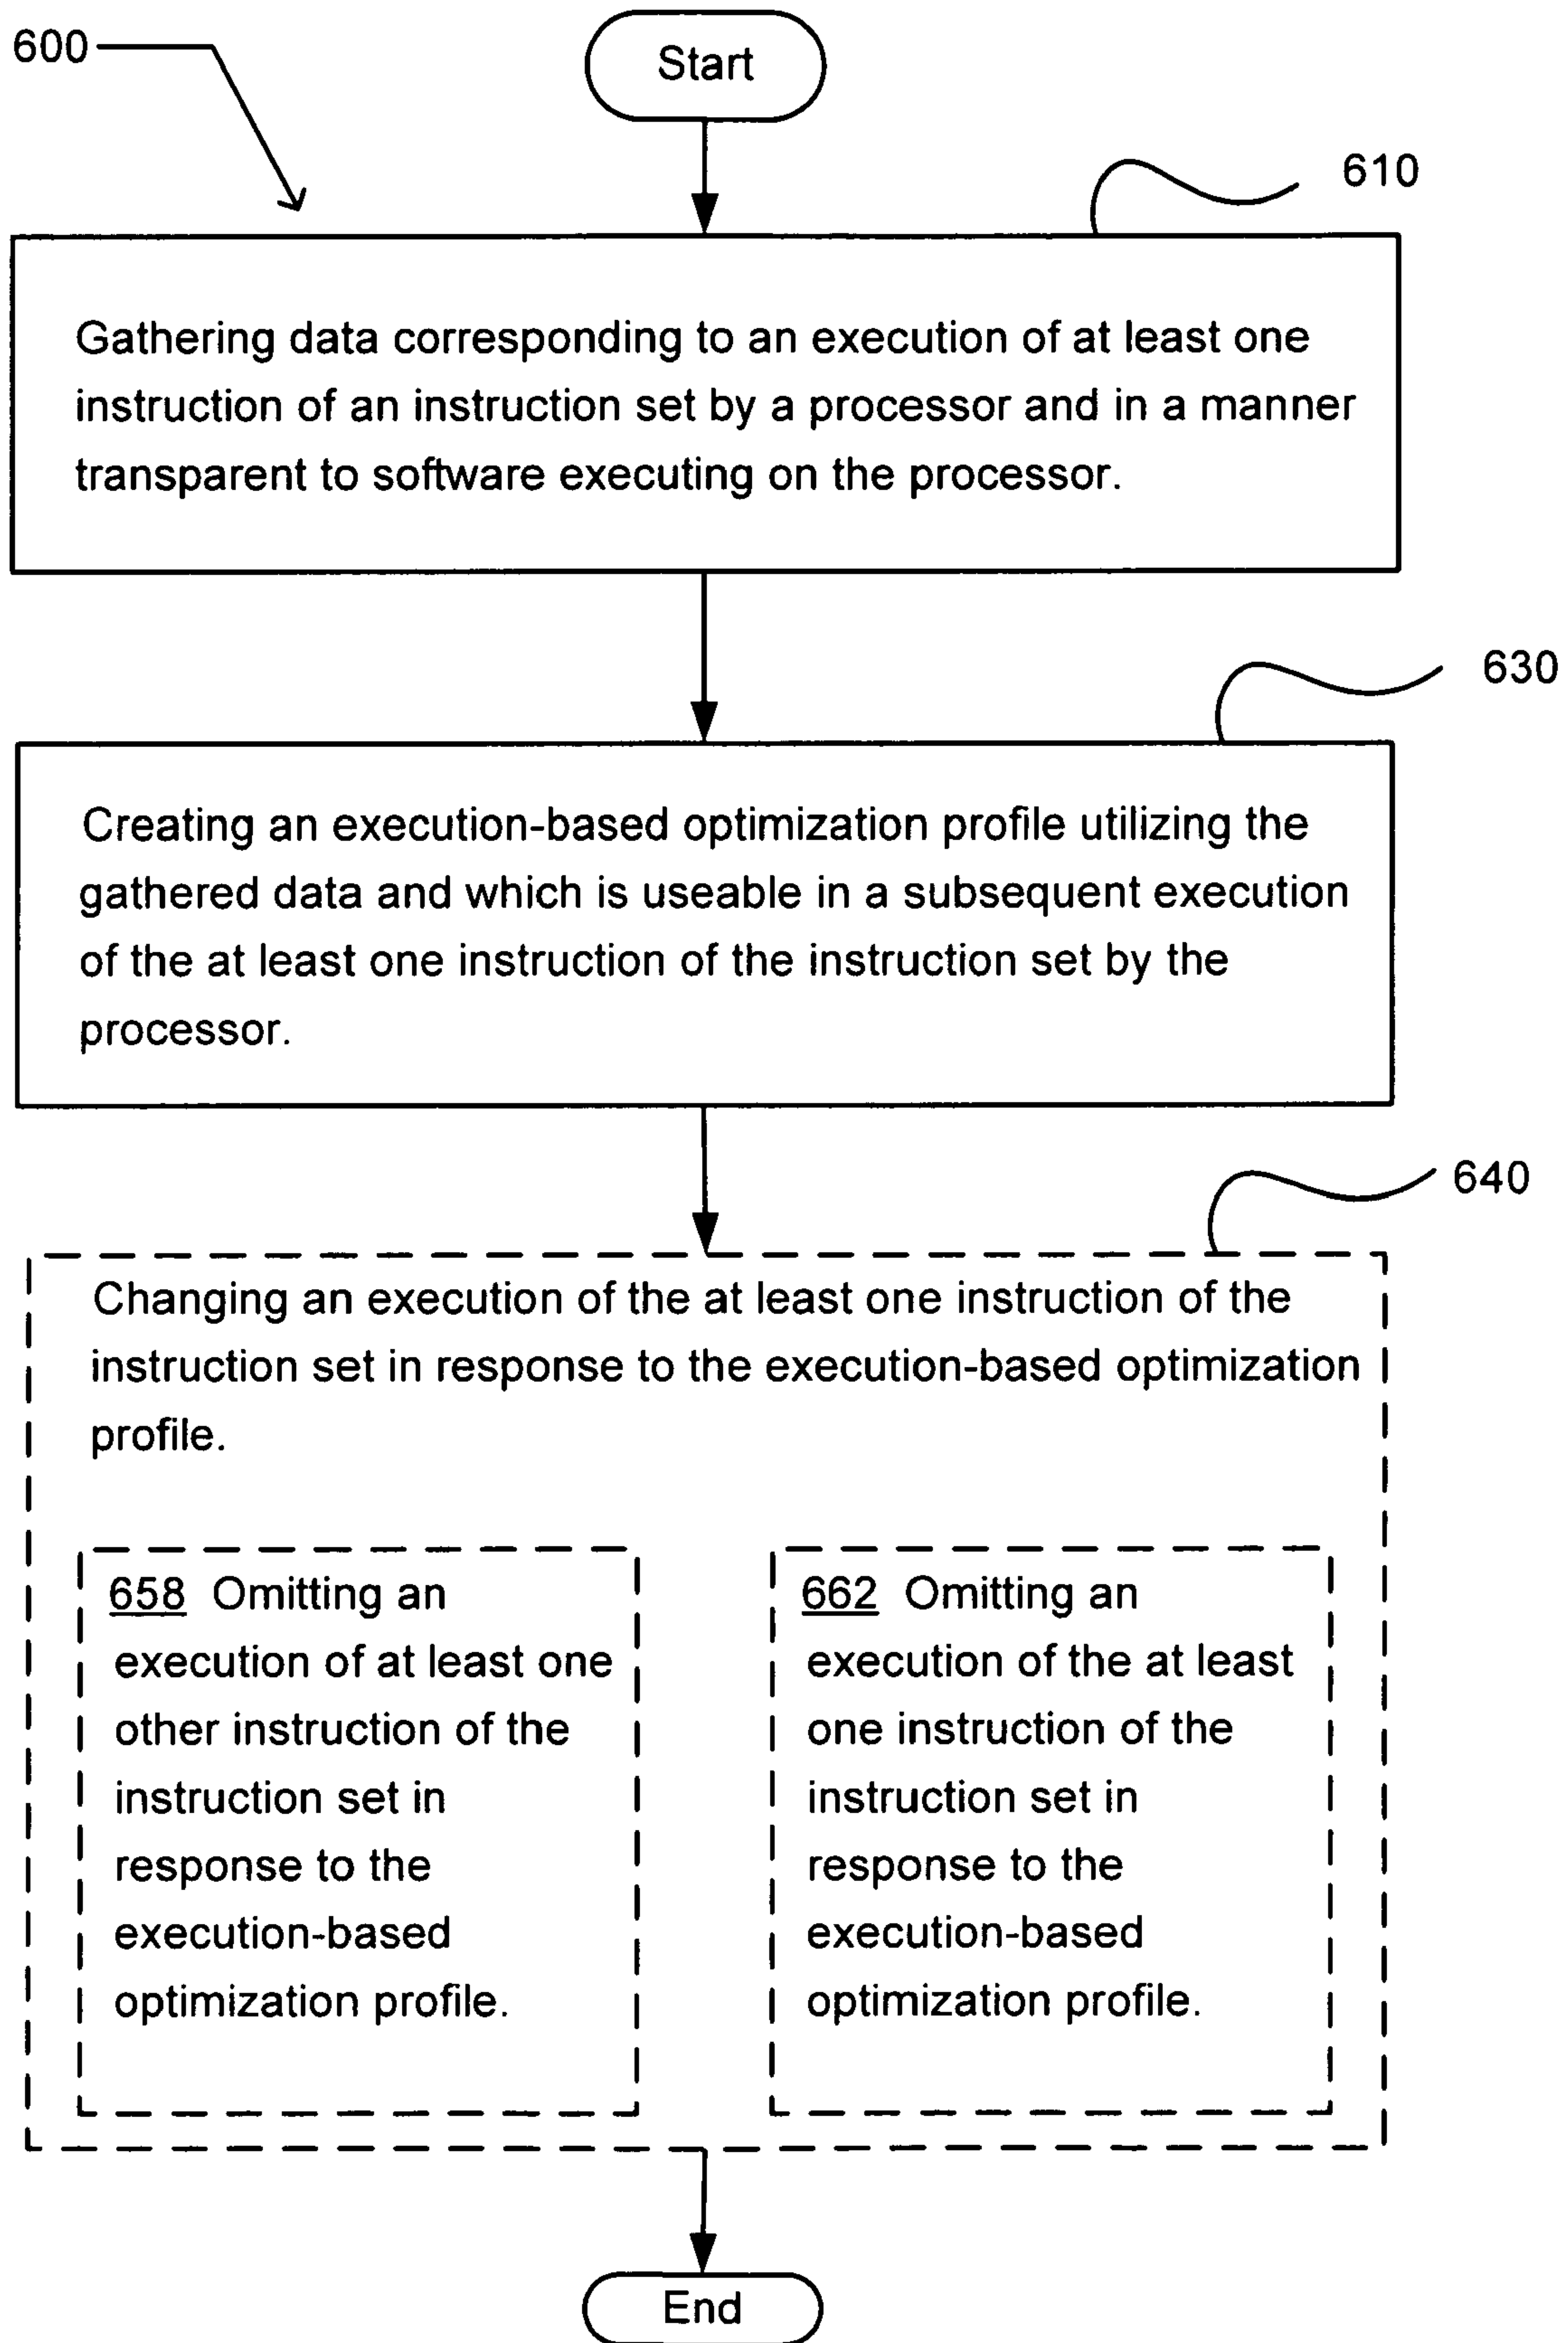 600
Start
610
Gathering data corresponding to an execution of at least one
instruction of an instruction set by a processor and in a manner
transparent to software executing on the processor.
630
Creating an execution-based optimization profile utilizing the
gathered data and which is useable in a subsequent execution
of the at least one instruction of the instruction set by the
processor.
640
Changing an execution of the at least one instruction of the
instruction set in response to the execution-based optimization
profile.
658 Omitting an
execution of at least one
other instruction of the
instruction set in
response to the
execution-based
optimization profile.
662 Omitting an
execution of the at least
one instruction of the
instruction set in
response to the
execution-based
optimization profile.
End